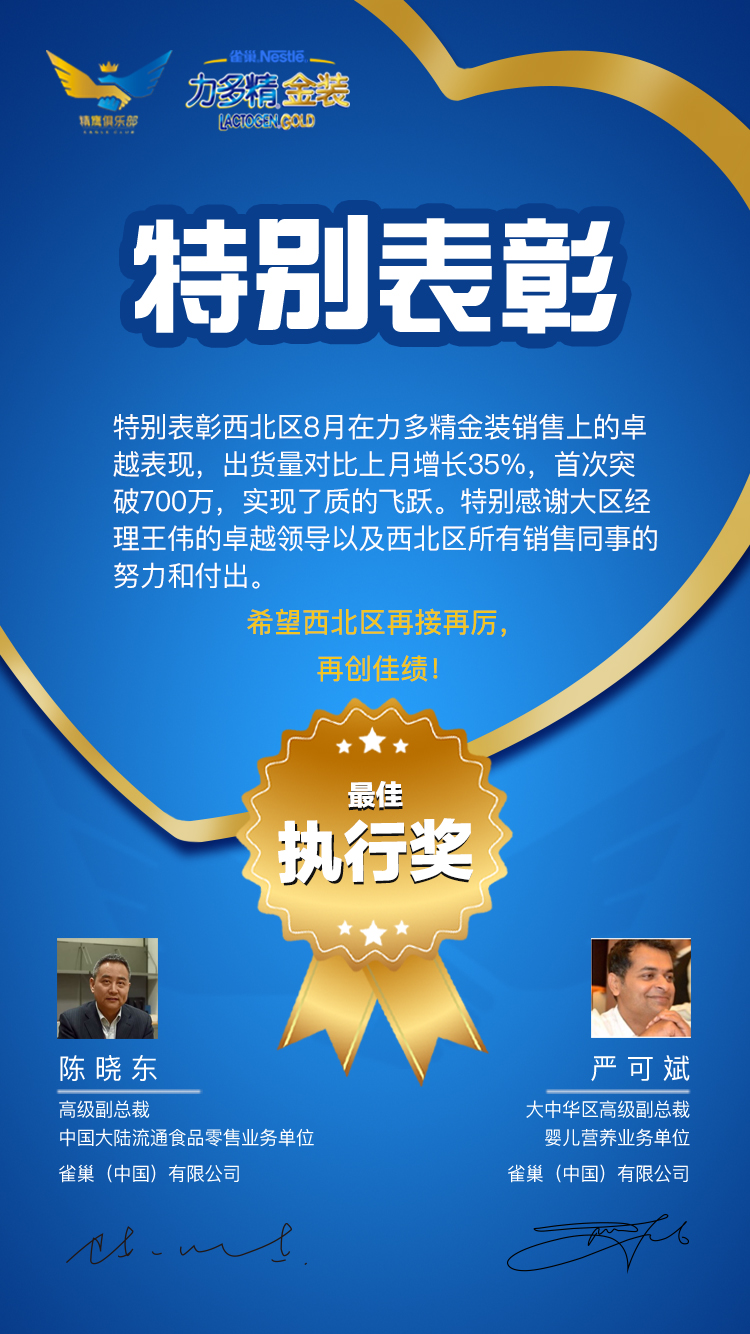 雀巢.Nestlé.
力多精 金装
LACTOGEN.GOLD
精鹰俱乐部
EAGLE CLUB
特别表彰
特别表彰西北区8月在力多精金装销售上的卓
越表现，出货量对比上月增长35%，首次突
破700万，实现了质的飞跃。特别感谢大区经
理王伟的卓越领导以及西北区所有销售同事的
努力和付出。
希望西北区再接再厉，
再创佳绩！
最佳
执行奖
陈晓东
高级副总裁
中国大陆流通食品零售业务单位
雀巢（中国）有限公司
严可斌
大中华区高级副总裁
婴儿营养业务单位
雀巢（中国）有限公司